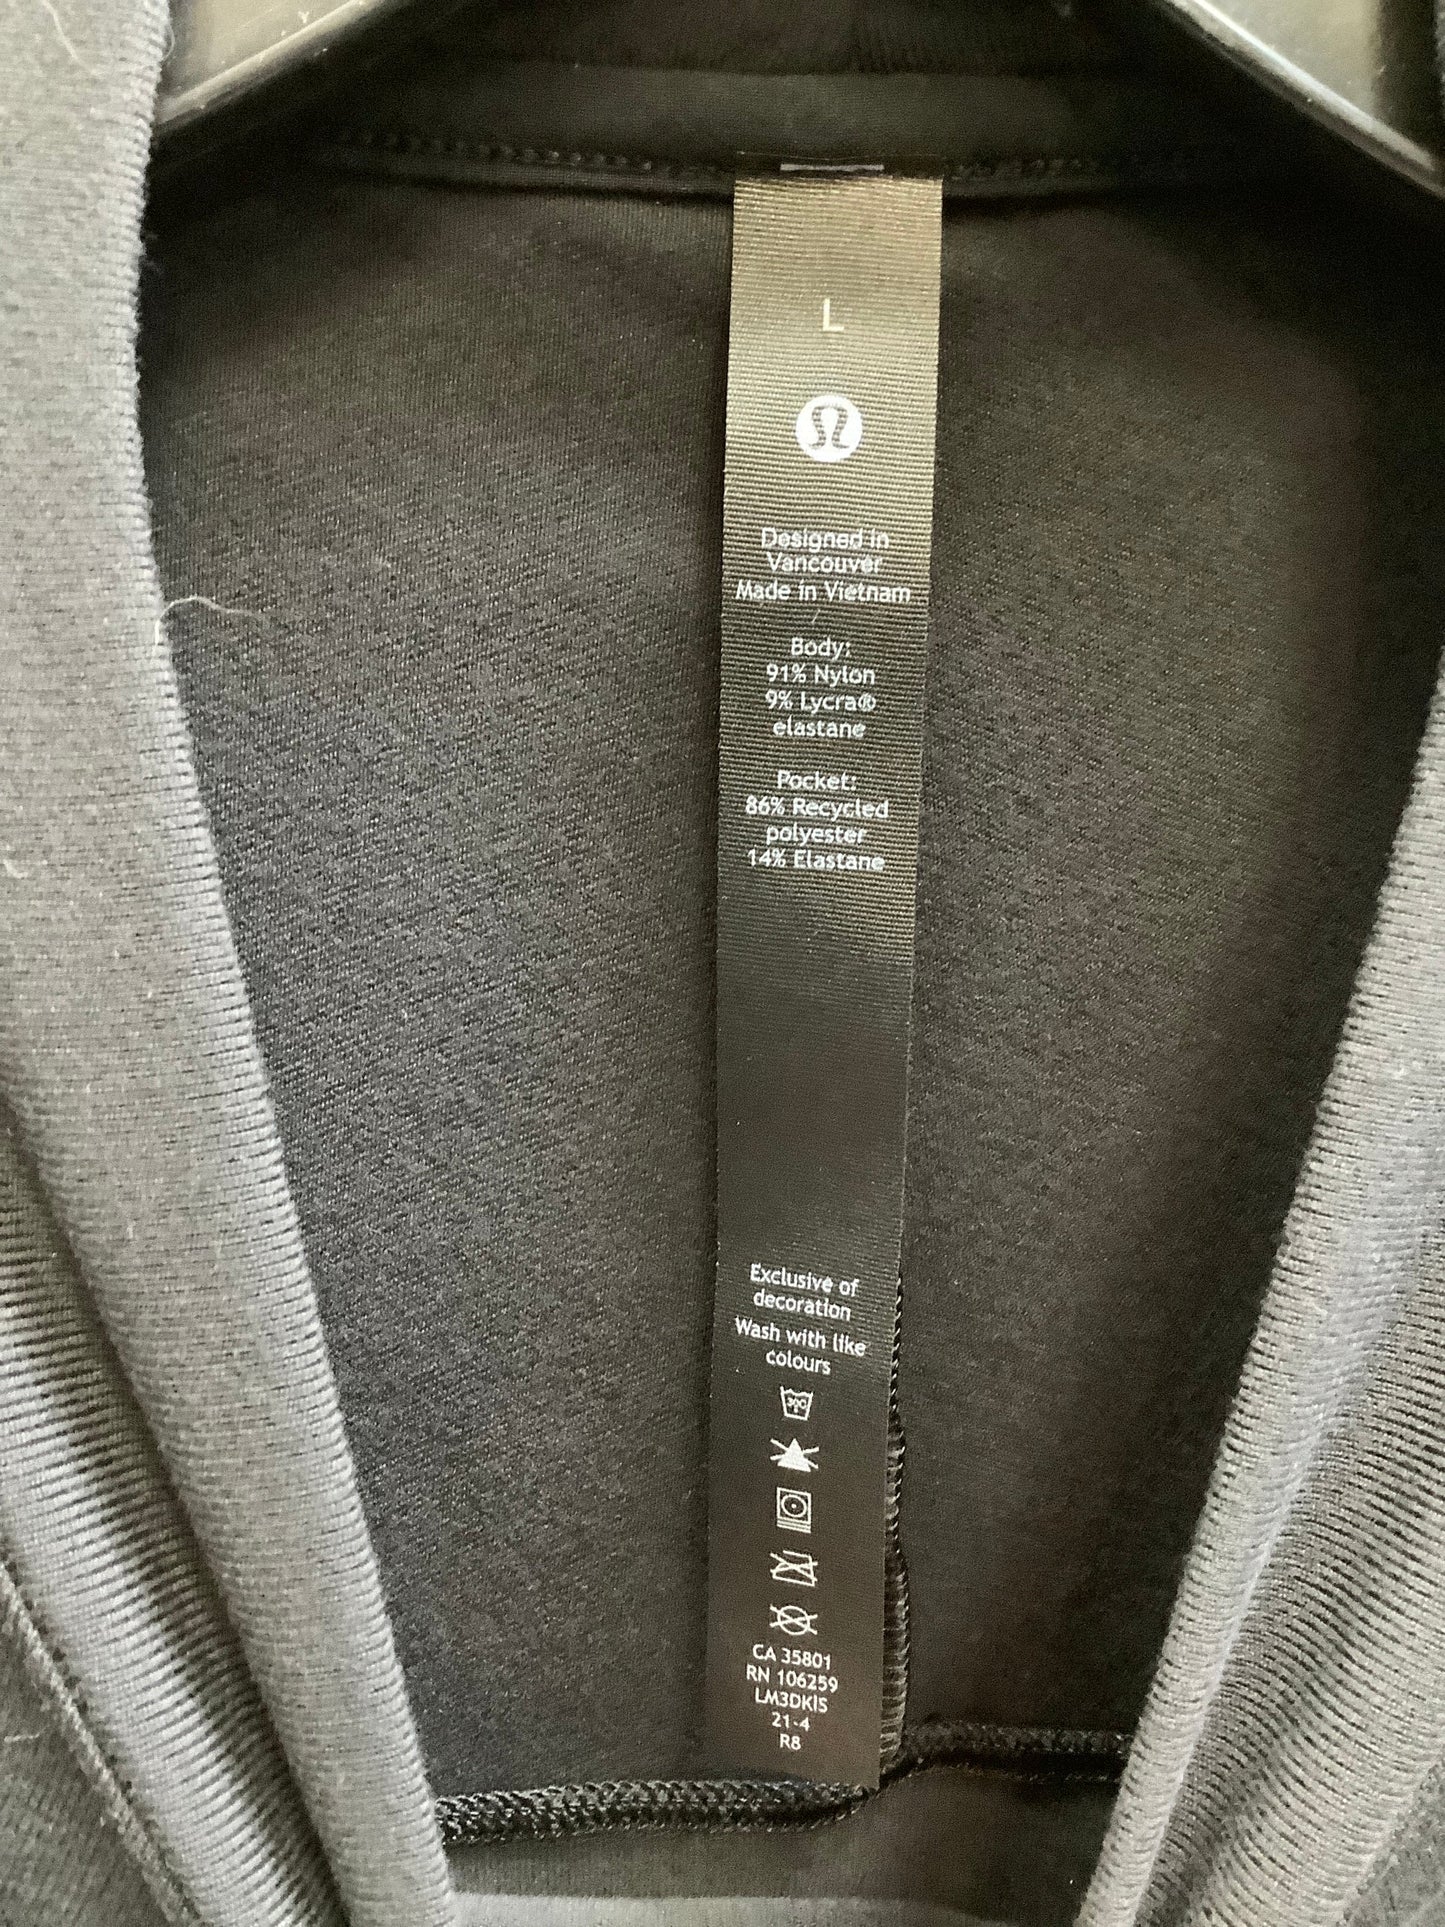 L
Designed in
Vancouver
Made in Vietnam
Body:
91% Nylon
9% Lycra®
elastane
Pocket:
86% Recycled
polyester
14% Elastane
Exclusive of
decoration
Wash with like
colours
30C
CA 35801
RN 106259
LM3DKIS
21-4
R8